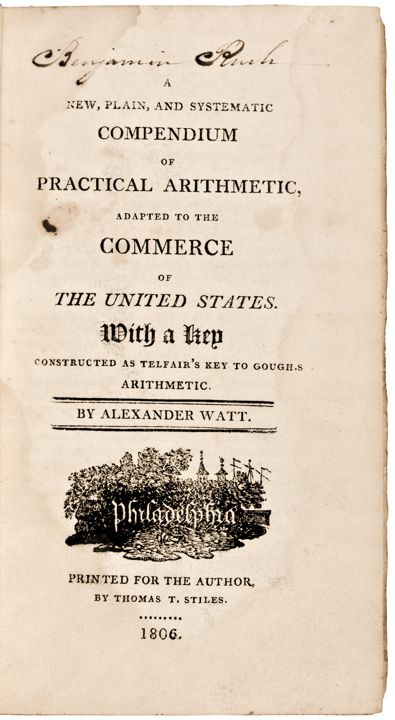 Benjamin Rush
A
NEW, PLAIN, AND SYSTEMATIC
COMPENDIUM
OF
PRACTICAL ARITHMETIC,
ADAPTED TO THE
COMMERCE
OF
THE UNITED STATES.
With a Key
CONSTRUCTED AS TELFAIR'S KEY TO GOUGH.S
ARITHMETIC.
BY ALEXANDER WATT.
Philadelphia
PRINTED FOR THE AUTHOR,
BY THOMAS T. STILES.
.........
1806.